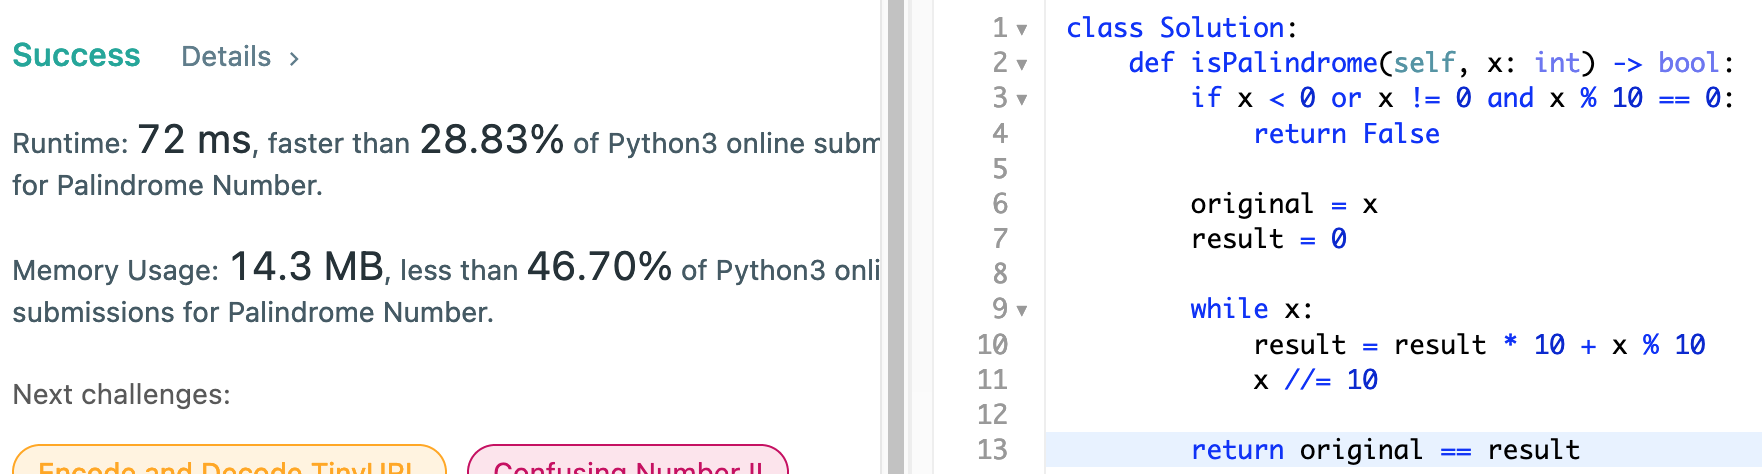 Success Details >
Runtime: 72 ms, faster than 28.83% of Python3 online subm
for Palindrome Number.
Memory Usage: 14.3 MB, less than 46.70% of Python3 onli
submissions for Palindrome Number.
Next challenges:
Encode and Decode TinyURL Confusing Number II
1 class Solution:
2     def isPalindrome(self, x: int) -> bool:
3         if x < 0 or x != 0 and x % 10 == 0:
4             return False
5
6         original = x
7         result = 0
8
9         while x:
10             result = result * 10 + x % 10
11             x //= 10
12
13         return original == result